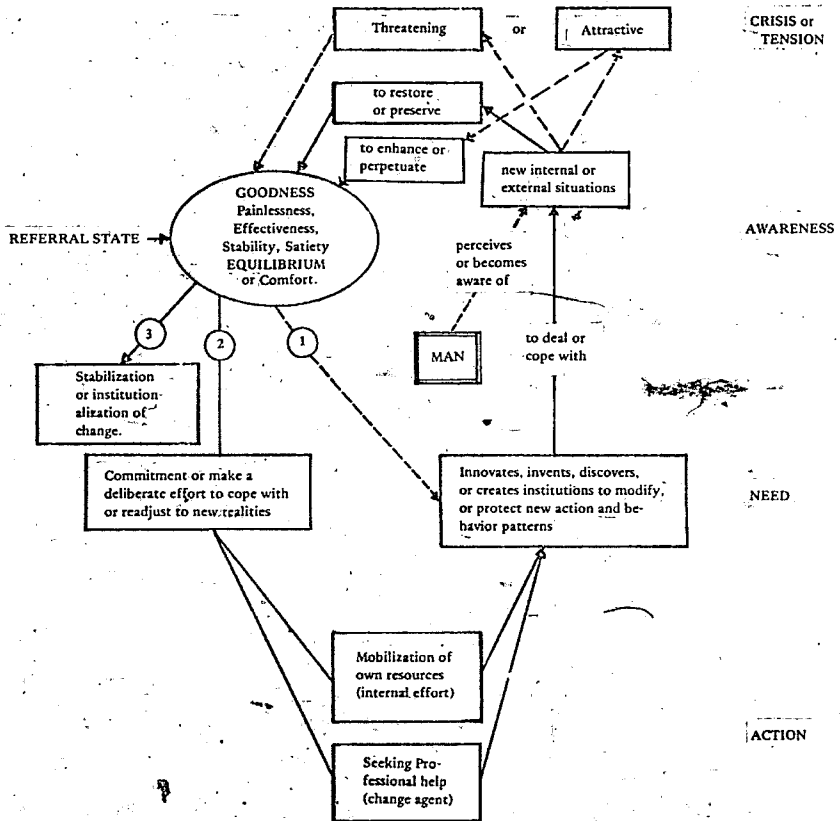 Threatening
or
Attractive
CRISIS or
TENSION
to restore
or preserve
to enhance or
perpetuate
new internal or
external situations
GOODNESS
Painlessness,
Effectiveness,
Stability, Satiety
EQUILIBRIUM
or Comfort.
REFERRAL STATE
AWARENESS
perceives
or becomes
aware of
3
2
1
MAN
to deal or
cope with
Stabilization
or institution-
alization of
change.
Commitment or make a
deliberate effort to cope with
or readjust to new realities
Innovates, invents, discovers,
or creates institutions to modify,
or protect new action and be-
havior patterns
NEED
Mobilization of
own resources
(internal effort)
ACTION
Seeking Pro-
fessional help
(change agent)